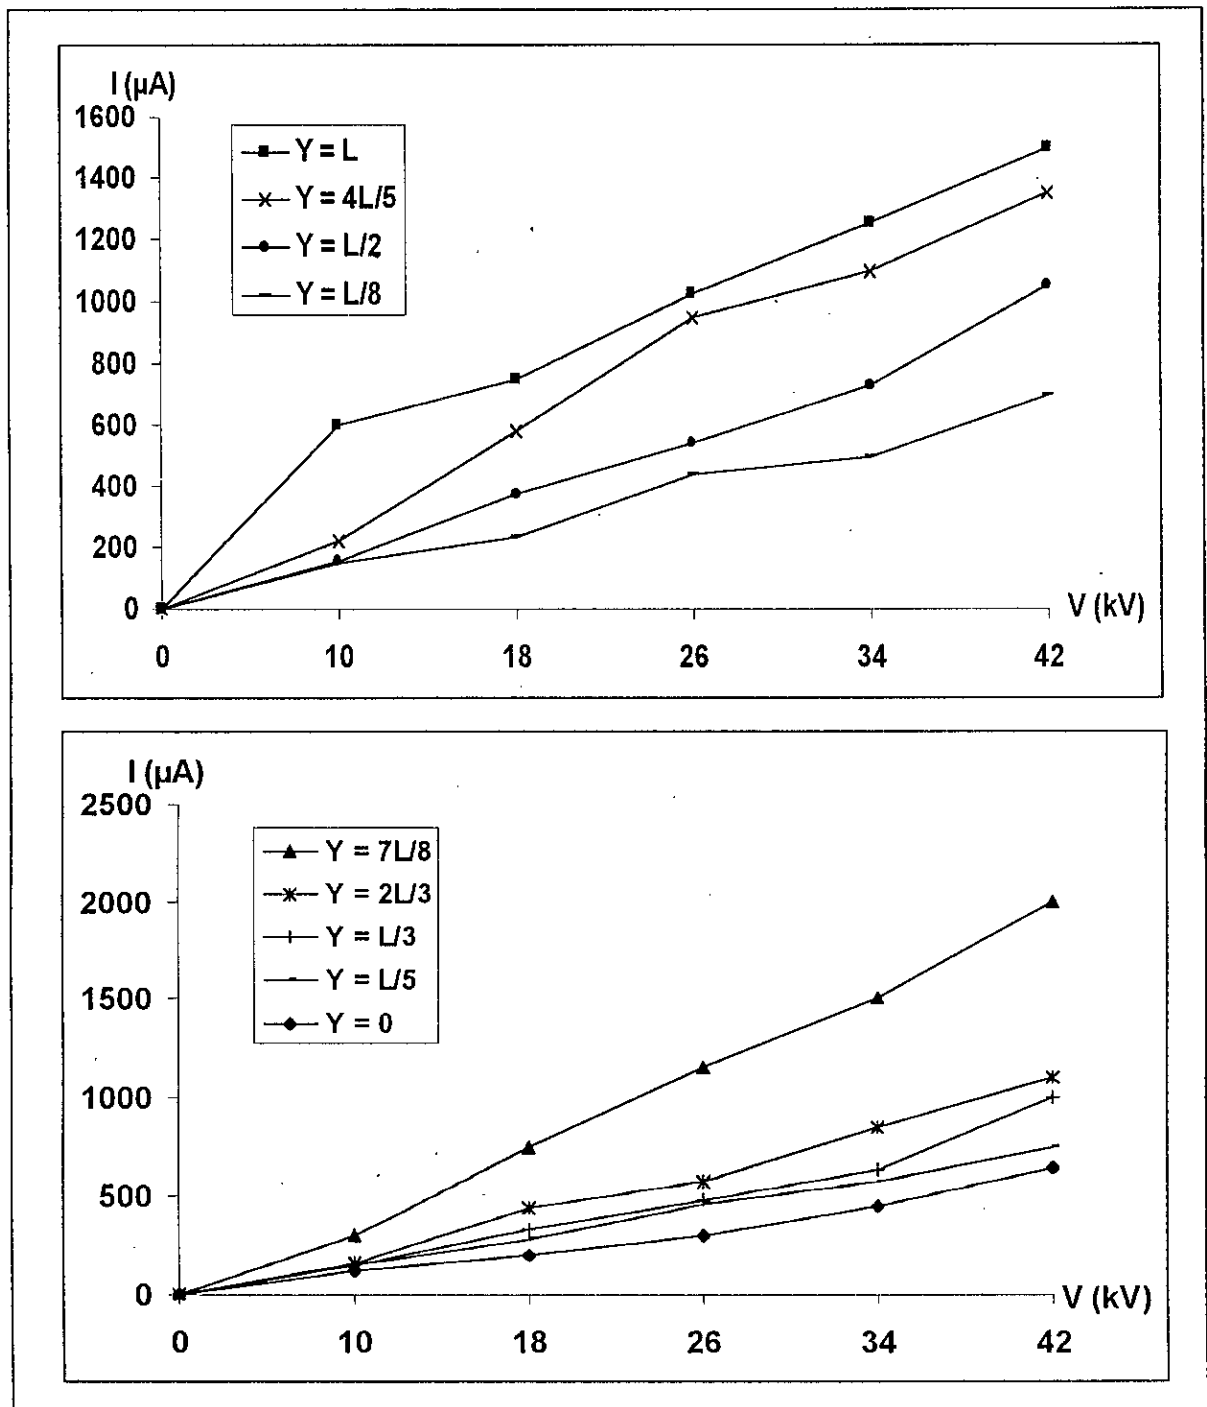 I (µA)
1600
1400
1200
1000
800
600
400
200
0
Y = L
Y = 4L/5
Y = L/2
Y = L/8
V (kV)
0 10 18 26 34 42
I (µA)
2500
2000
1500
1000
500
0
Y = 7L/8
Y = 2L/3
Y = L/3
Y = L/5
Y = 0
V (kV)
0 10 18 26 34 42